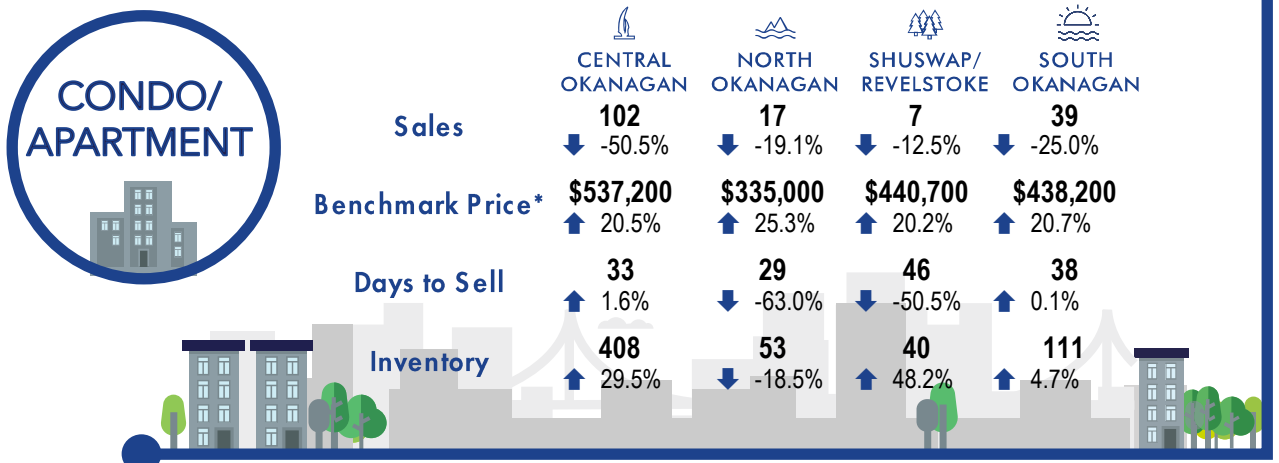 CONDO/
APARTMENT
CENTRAL OKANAGAN NORTH OKANAGAN SHUSWAP/ REVELSTOKE SOUTH OKANAGAN
Sales 102 17 7 39
-50.5% -19.1% -12.5% -25.0%
Benchmark Price* $537,200 $335,000 $440,700 $438,200
20.5% 25.3% 20.2% 20.7%
Days to Sell 33 29 46 38
1.6% -63.0% -50.5% 0.1%
Inventory 408 53 40 111
29.5% -18.5% 48.2% 4.7%